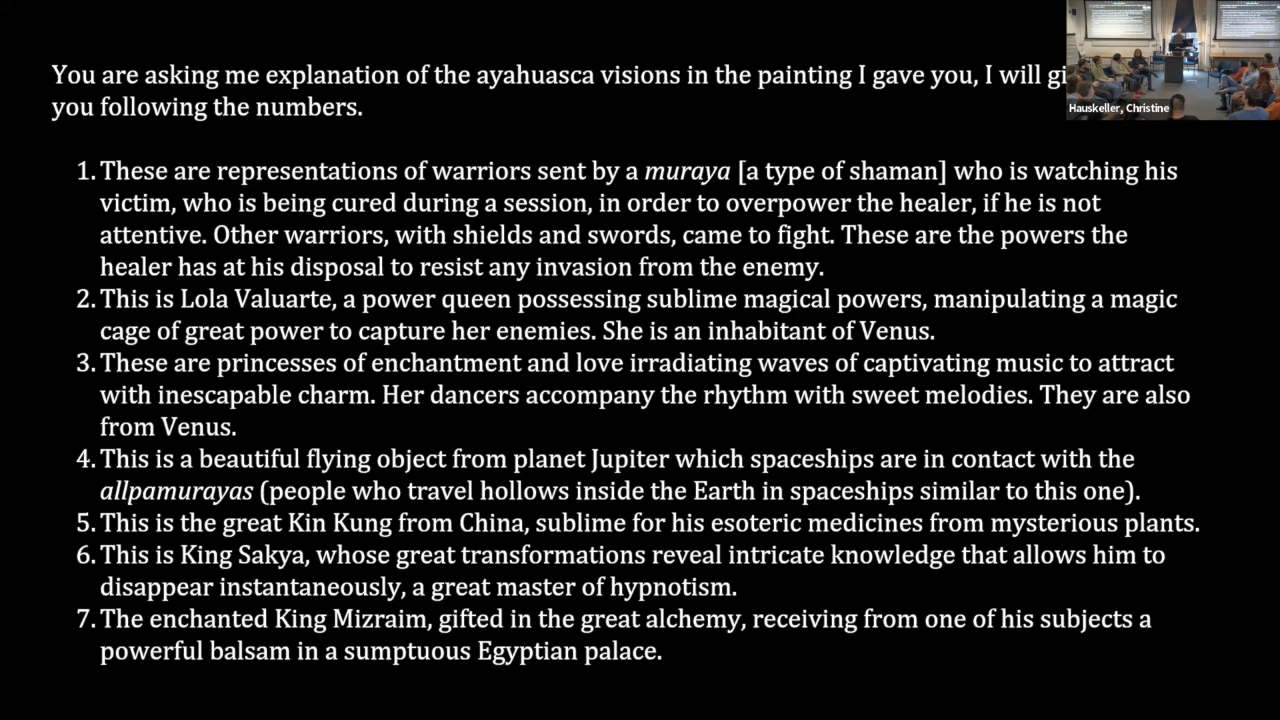 You are asking me explanation of the ayahuasca visions in the painting I gave you, I will gi
you following the numbers.
Hauskeller, Christine
1. These are representations of warriors sent by a muraya [a type of shaman] who is watching his
victim, who is being cured during a session, in order to overpower the healer, if he is not
attentive. Other warriors, with shields and swords, came to fight. These are the powers the
healer has at his disposal to resist any invasion from the enemy.
2. This is Lola Valuarte, a power queen possessing sublime magical powers, manipulating a magic
cage of great power to capture her enemies. She is an inhabitant of Venus.
3. These are princesses of enchantment and love irradiating waves of captivating music to attract
with inescapable charm. Her dancers accompany the rhythm with sweet melodies. They are also
from Venus.
4. This is a beautiful flying object from planet Jupiter which spaceships are in contact with the
allpamurayas (people who travel hollows inside the Earth in spaceships similar to this one).
5. This is the great Kin Kung from China, sublime for his esoteric medicines from mysterious plants.
6. This is King Sakya, whose great transformations reveal intricate knowledge that allows him to
disappear instantaneously, a great master of hypnotism.
7. The enchanted King Mizraim, gifted in the great alchemy, receiving from one of his subjects a
powerful balsam in a sumptuous Egyptian palace.